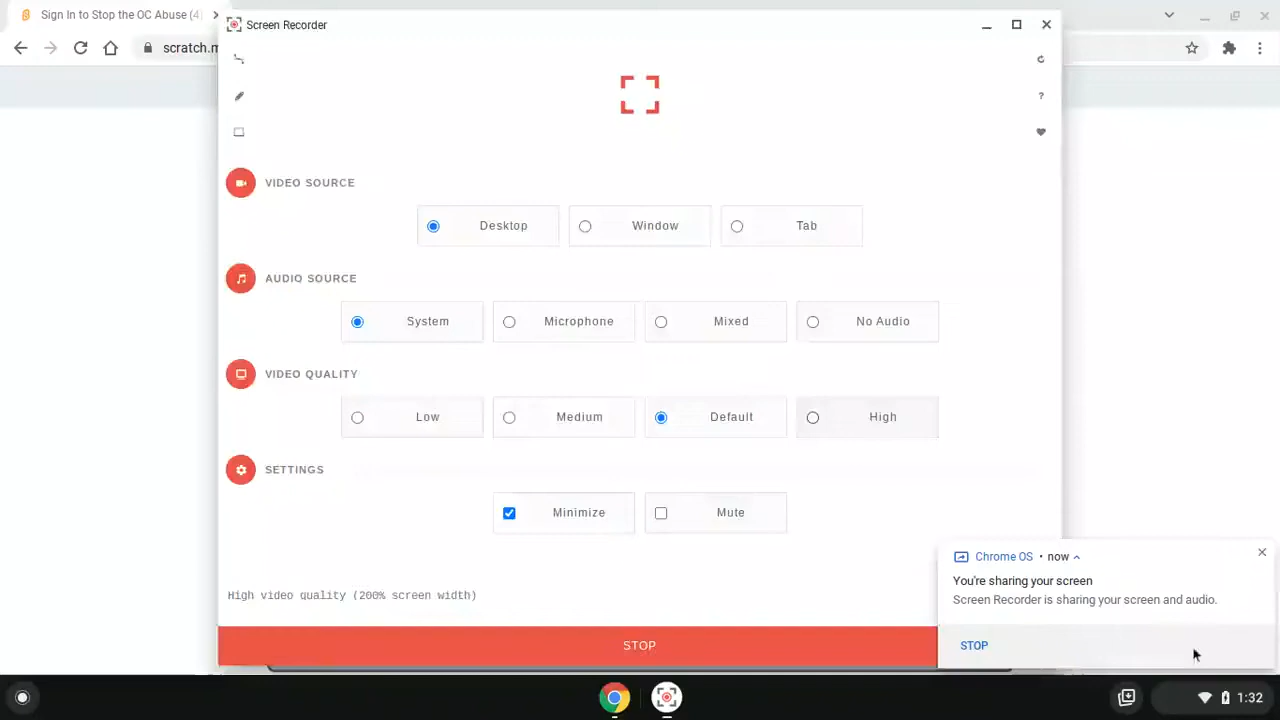 Sign In to Stop the OC Abuse (4)
Screen Recorder
scratch.m
?
VIDEO SOURCE
Desktop
Window
Tab
AUDIO SOURCE
System
Microphone
Mixed
No Audio
VIDEO QUALITY
Low
Medium
Default
High
SETTINGS
Minimize
Mute
High video quality (200% screen width)
STOP
Chrome OS • now
You're sharing your screen
Screen Recorder is sharing your screen and audio.
STOP
1:32